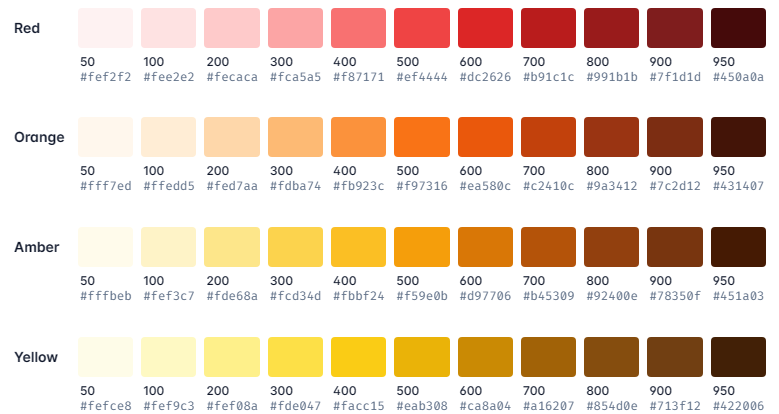 Red
50 100 200 300 400 500 600 700 800 900 950
#fef2f2 #fee2e2 #fecaca #fca5a5 #f87171 #ef4444 #dc2626 #b91c1c #991b1b #7f1d1d #450a0a
Orange
50 100 200 300 400 500 600 700 800 900 950
#fff7ed #ffedd5 #fed7aa #fdba74 #fb923c #f97316 #ea580c #c2410c #9a3412 #7c2d12 #431407
Amber
50 100 200 300 400 500 600 700 800 900 950
#fffbeb #fef3c7 #fde68a #fcd34d #fbbf24 #f59e0b #d97706 #b45309 #92400e #78350f #451a03
Yellow
50 100 200 300 400 500 600 700 800 900 950
#fefce8 #fef9c3 #fef08a #fde047 #facc15 #eab308 #ca8a04 #a16207 #854d0e #713f12 #422006